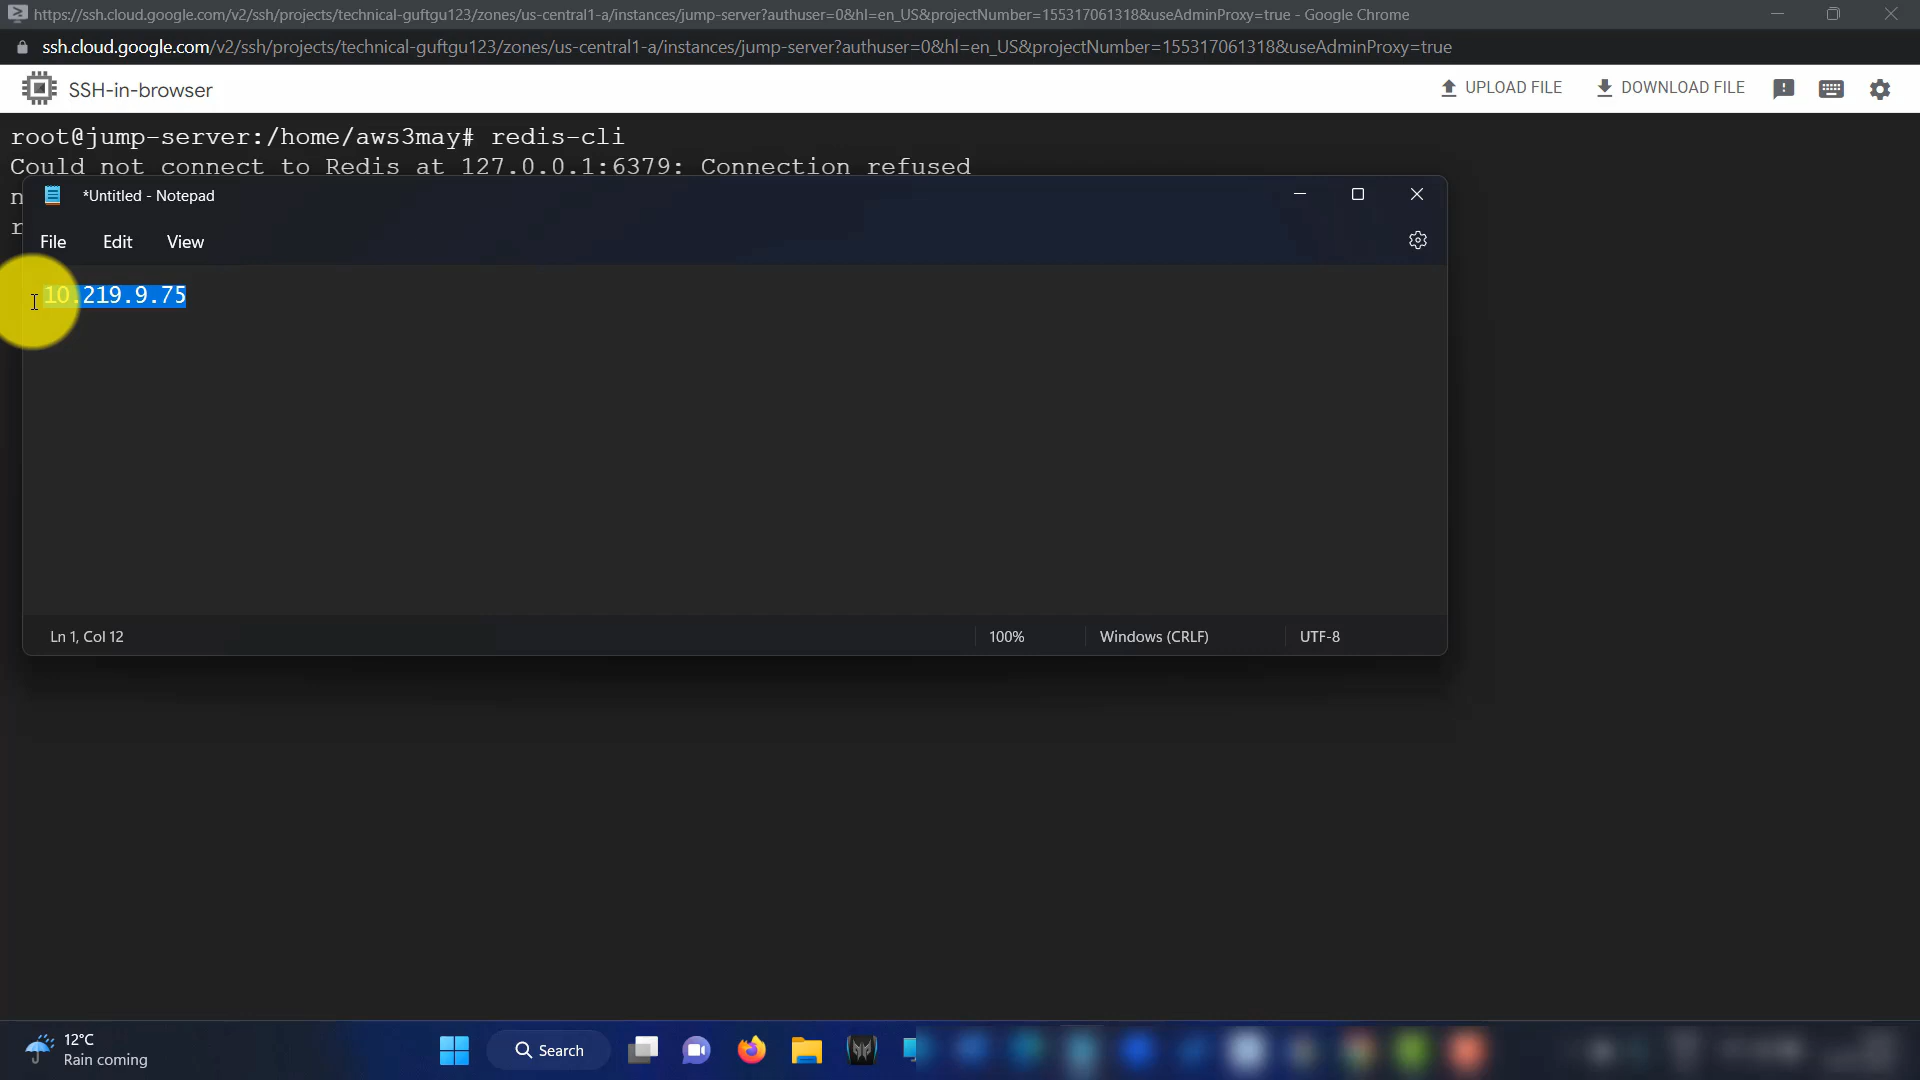 https://ssh.cloud.google.com/v2/ssh/projects/technical-guftgu123/zones/us-central1-a/instances/jump-server?authuser=0&hl=en_US&projectNumber=155317061318&useAdminProxy=true - Google Chrome
ssh.cloud.google.com/v2/ssh/projects/technical-guftgu123/zones/us-central1-a/instances/jump-server?authuser=0&hl=en_US&projectNumber=155317061318&useAdminProxy=true
SSH-in-browser
UPLOAD FILE
DOWNLOAD FILE
root@jump-server:/home/aws3may# redis-cli
Could not connect to Redis at 127.0.0.1:6379: Connection refused
n
r
*Untitled - Notepad
File Edit View
10.219.9.75
Ln 1, Col 12
100%
Windows (CRLF)
UTF-8
12°C
Rain coming
Search